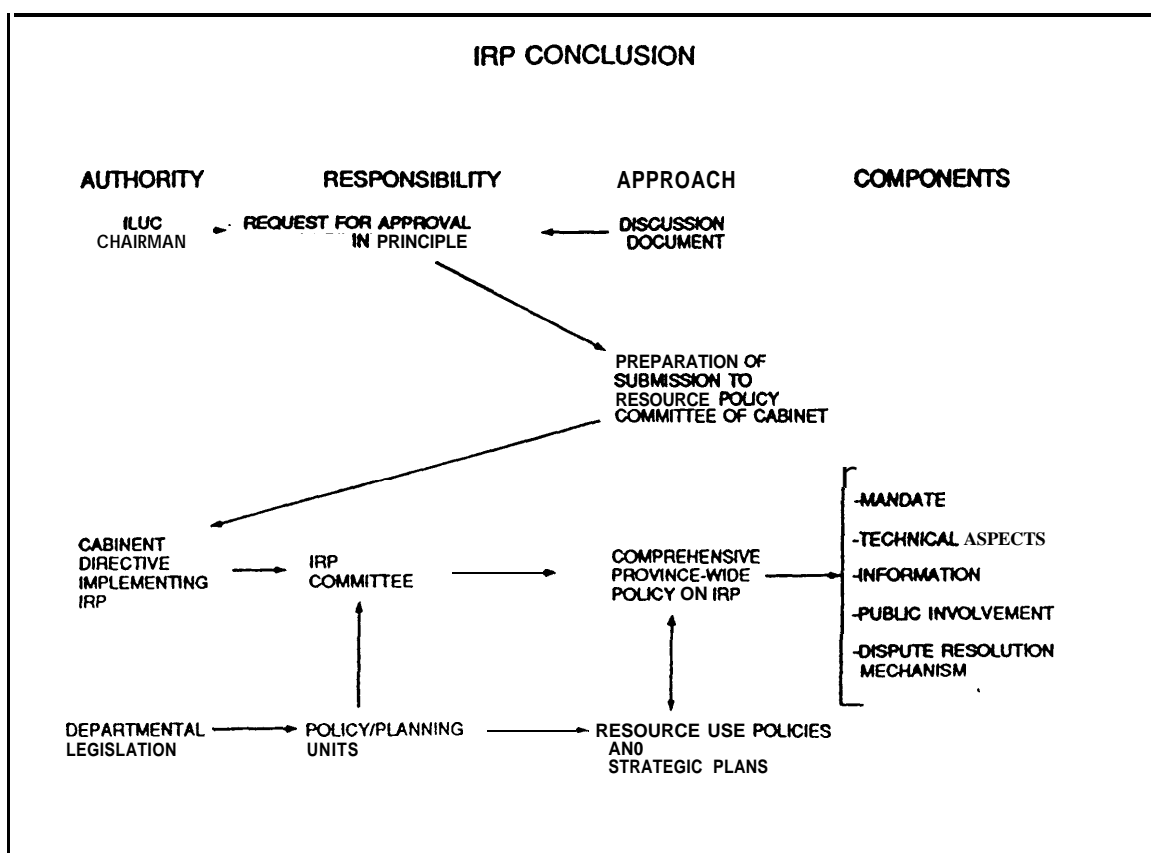 IRP CONCLUSION
AUTHORITY
RESPONSIBILITY
APPROACH
COMPONENTS
ILUC
CHAIRMAN
REQUEST FOR APPROVAL
IN PRINCIPLE
DISCUSSION
DOCUMENT
PREPARATION OF
SUBMISSION TO
RESOURCE POLICY
COMMITTEE OF CABINET
CABINENT
DIRECTIVE
IMPLEMENTING
IRP
IRP
COMMITTEE
COMPREHENSIVE
PROVINCE-WIDE
POLICY ON IRP
-MANDATE
-TECHNICAL ASPECTS
-INFORMATION
-PUBLIC INVOLVEMENT
-DISPUTE RESOLUTION
MECHANISM
DEPARTMENTAL
LEGISLATION
POLICY/PLANNING
UNITS
RESOURCE USE POLICIES
AN0
STRATEGIC PLANS